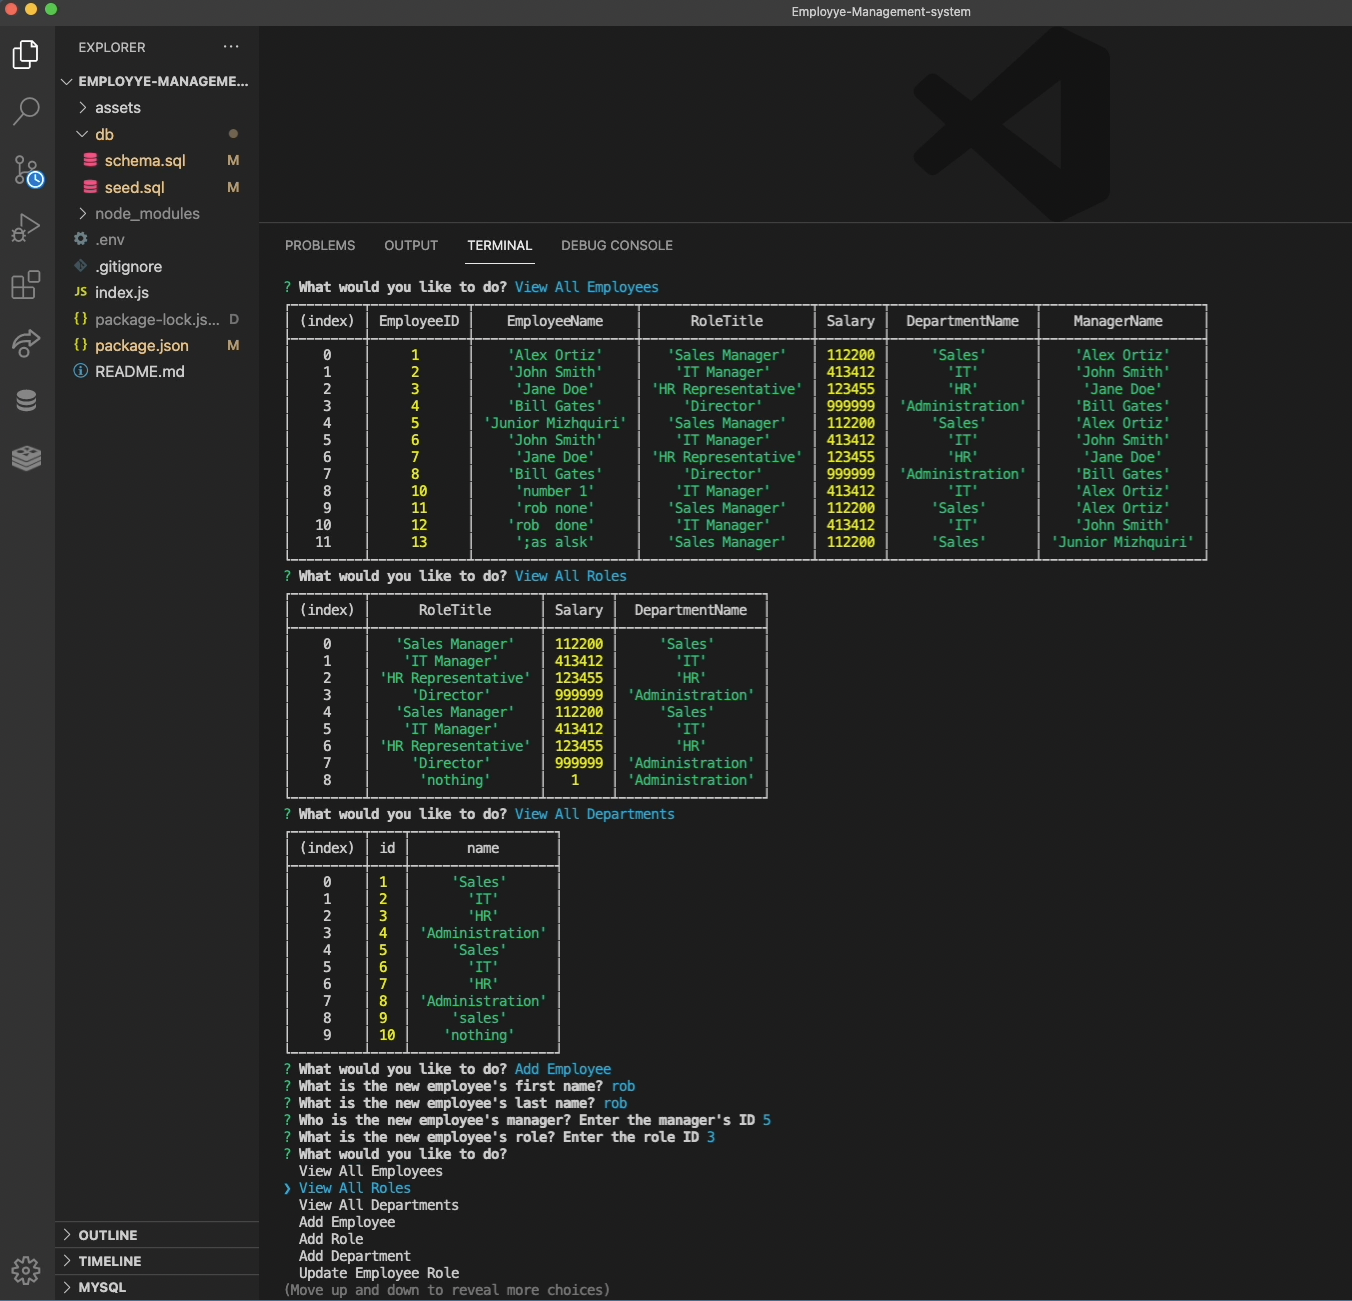 Employye-Management-system
EXPLORER ...
EMPLOYYE-MANAGEME...
assets
db
schema.sql M
seed.sql M
node_modules
.env
.gitignore
JS index.js
{} package-lock.js... D
{} package.json M
README.md
OUTLINE
TIMELINE
MYSQL
PROBLEMS OUTPUT TERMINAL DEBUG CONSOLE
? What would you like to do? View All Employees
(index) EmployeeID EmployeeName RoleTitle Salary DepartmentName ManagerName
0 1 'Alex Ortiz' 'Sales Manager' 112200 'Sales' 'Alex Ortiz'
1 2 'John Smith' 'IT Manager' 413412 'IT' 'John Smith'
2 3 'Jane Doe' 'HR Representative' 123455 'HR' 'Jane Doe'
3 4 'Bill Gates' 'Director' 999999 'Administration' 'Bill Gates'
4 5 'Junior Mizhquiri' 'Sales Manager' 112200 'Sales' 'Alex Ortiz'
5 6 'John Smith' 'IT Manager' 413412 'IT' 'John Smith'
6 7 'Jane Doe' 'HR Representative' 123455 'HR' 'Jane Doe'
7 8 'Bill Gates' 'Director' 999999 'Administration' 'Bill Gates'
8 10 'number 1' 'IT Manager' 413412 'IT' 'Alex Ortiz'
9 11 'rob none' 'Sales Manager' 112200 'Sales' 'Alex Ortiz'
10 12 'rob  done' 'IT Manager' 413412 'IT' 'John Smith'
11 13 ';as alsk' 'Sales Manager' 112200 'Sales' 'Junior Mizhquiri'
? What would you like to do? View All Roles
(index) RoleTitle Salary DepartmentName
0 'Sales Manager' 112200 'Sales'
1 'IT Manager' 413412 'IT'
2 'HR Representative' 123455 'HR'
3 'Director' 999999 'Administration'
4 'Sales Manager' 112200 'Sales'
5 'IT Manager' 413412 'IT'
6 'HR Representative' 123455 'HR'
7 'Director' 999999 'Administration'
8 'nothing' 1 'Administration'
? What would you like to do? View All Departments
(index) id name
0 1 'Sales'
1 2 'IT'
2 3 'HR'
3 4 'Administration'
4 5 'Sales'
5 6 'IT'
6 7 'HR'
7 8 'Administration'
8 9 'sales'
9 10 'nothing'
? What would you like to do? Add Employee
? What is the new employee's first name? rob
? What is the new employee's last name? rob
? Who is the new employee's manager? Enter the manager's ID 5
? What is the new employee's role? Enter the role ID 3
? What would you like to do?
View All Employees
❯ View All Roles
View All Departments
Add Employee
Add Role
Add Department
Update Employee Role
(Move up and down to reveal more choices)